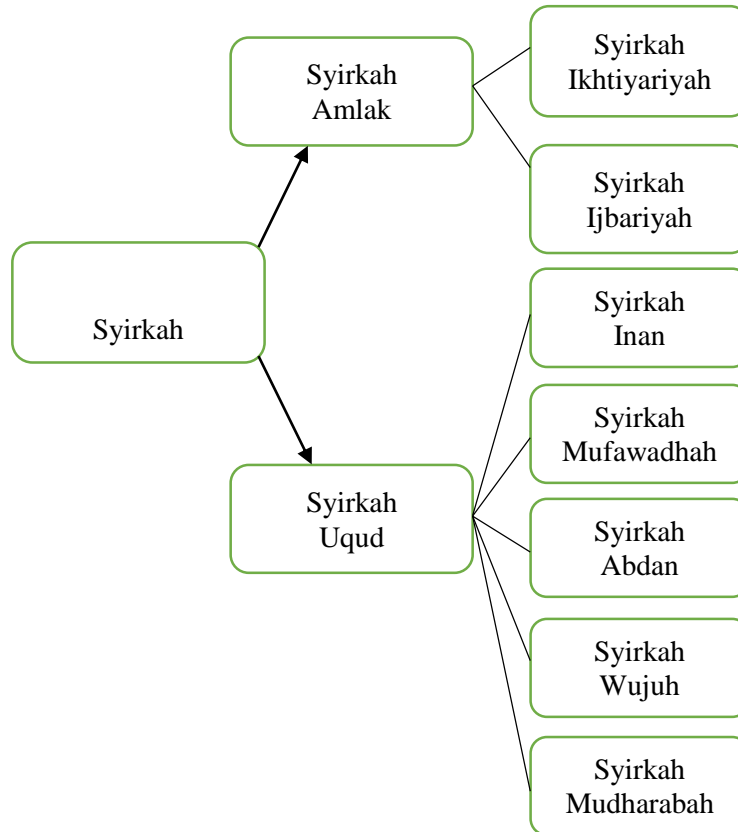 Syirkah
Syirkah
Amlak
Syirkah
Ikhtiyariyah
Syirkah
Ijbariyah
Syirkah
Uqud
Syirkah
Inan
Syirkah
Mufawadhah
Syirkah
Abdan
Syirkah
Wujuh
Syirkah
Mudharabah